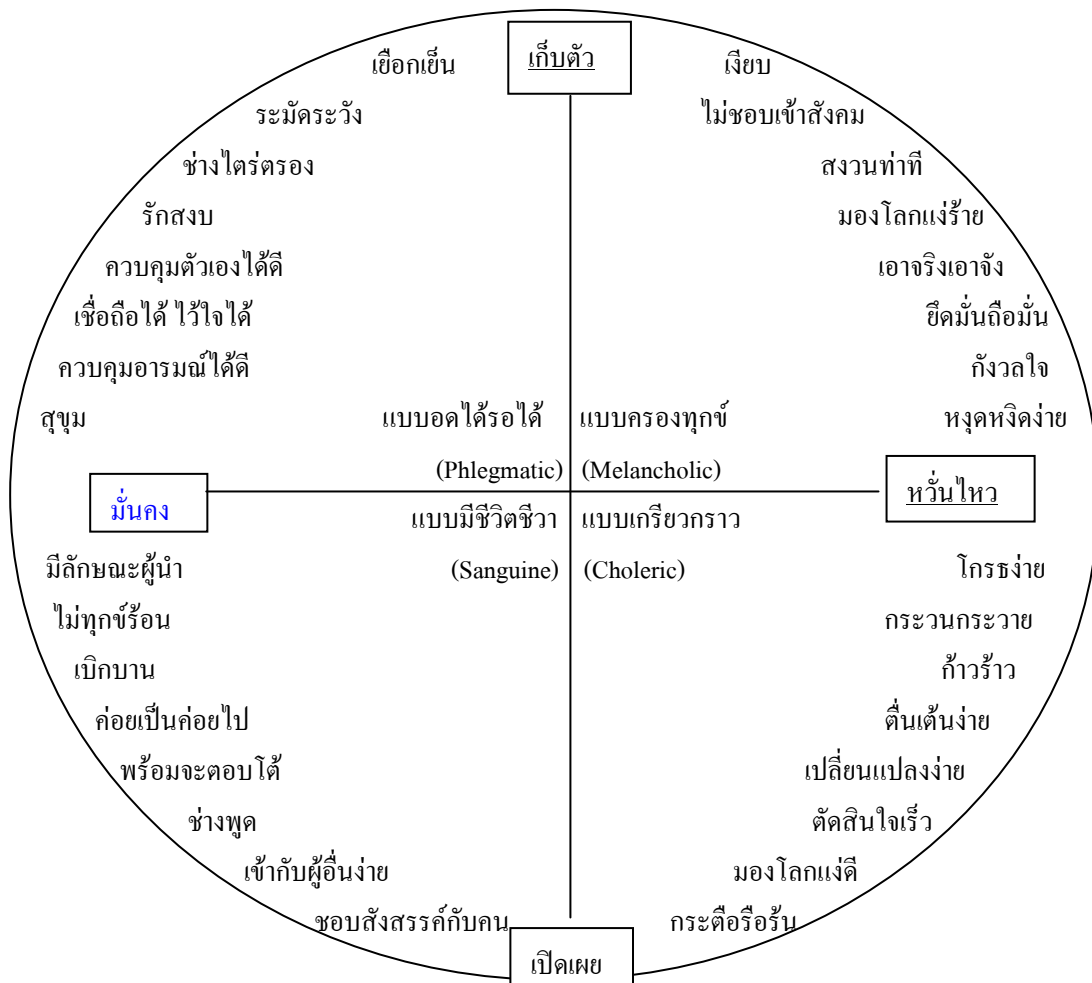 เยือกเย็น เก็บตัว เงียบ
ระมัดระวัง ไม่ชอบเข้าสังคม
ช่างไตร่ตรอง สงวนท่าที
รักสงบ มองโลกแง่ร้าย
ควบคุมตัวเองได้ดี เอาจริงเอาจัง
เชื่อถือได้ ไว้ใจได้ ยึดมั่นถือมั่น
ควบคุมอารมณ์ได้ดี กังวลใจ
สุขุม แบบอดได้รอได้ แบบครองทุกข์ หงุดหงิดง่าย
(Phlegmatic) (Melancholic)
มั่นคง แบบมีชีวิตชีวา แบบเกรียวกราว หวั่นไหว
มีลักษณะผู้นำ (Sanguine) (Choleric) โกรธง่าย
ไม่ทุกข์ร้อน กระวนกระวาย
เบิกบาน ก้าวร้าว
ค่อยเป็นค่อยไป ตื่นเต้นง่าย
พร้อมจะตอบโต้ เปลี่ยนแปลงง่าย
ช่างพูด ตัดสินใจเร็ว
เข้ากับผู้อื่นง่าย มองโลกแง่ดี
ชอบสังสรรค์กับคน กระตือรือร้น
เปิดเผย